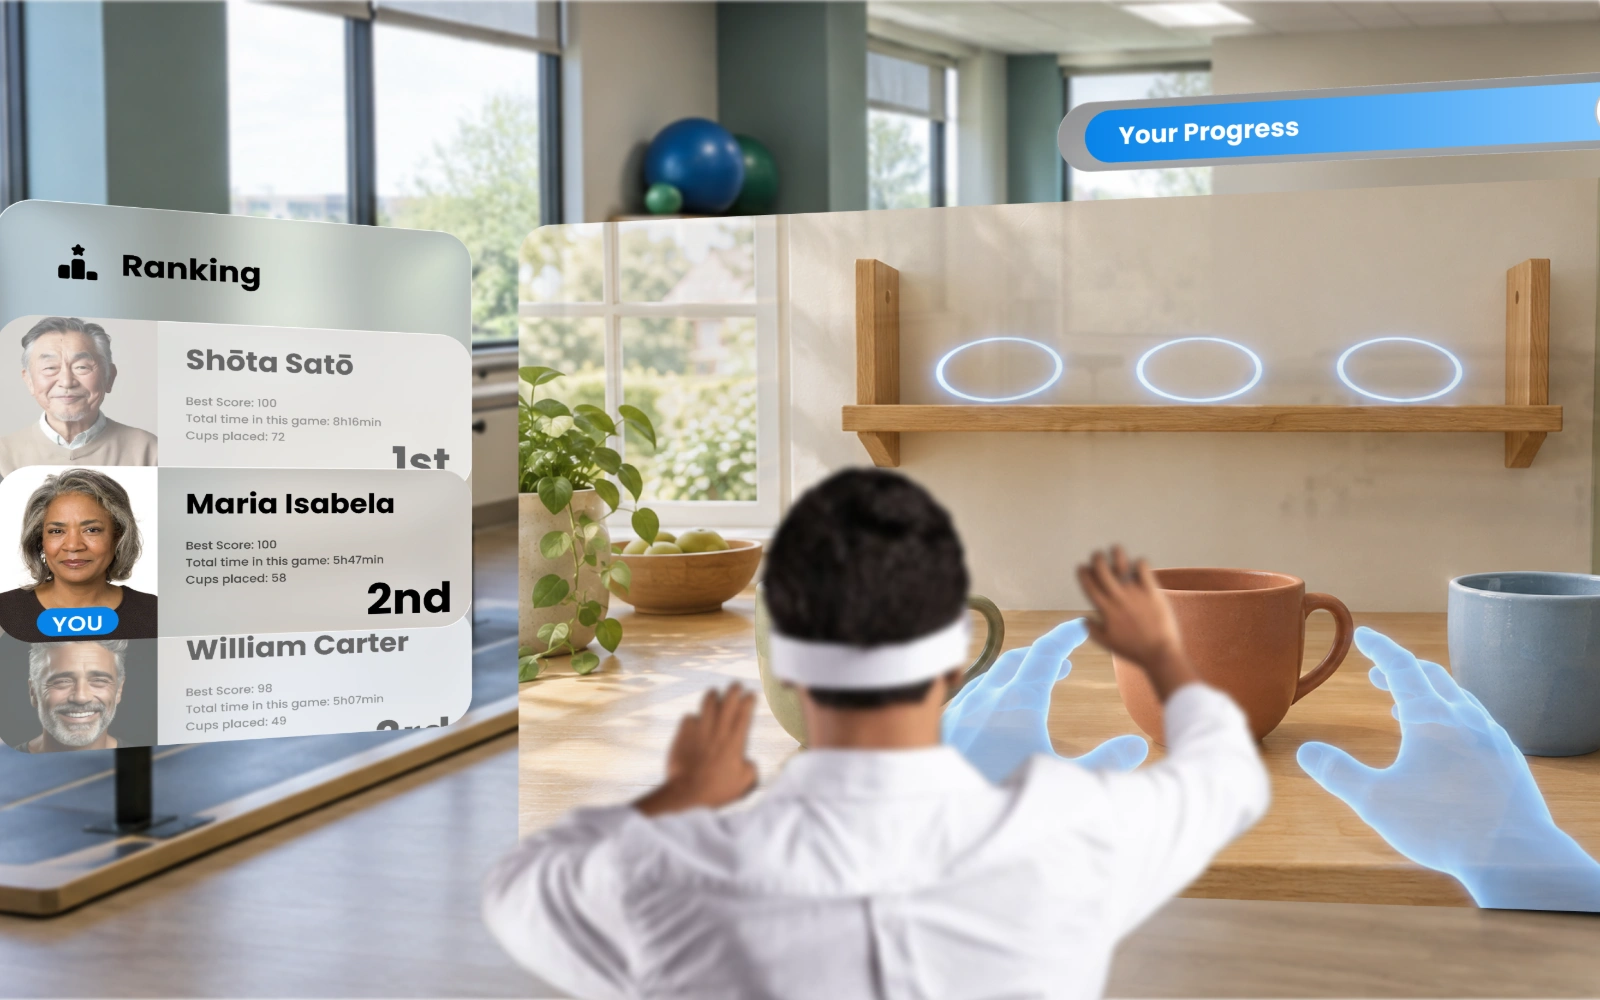 Your Progress
Ranking
Shōta Satō
Best Score: 100
Total time in this game: 8h16min
Cups placed: 72
1st
Maria Isabela
Best Score: 100
Total time in this game: 5h47min
Cups placed: 58
2nd
YOU
William Carter
Best Score: 98
Total time in this game: 5h07min
Cups placed: 49
3rd